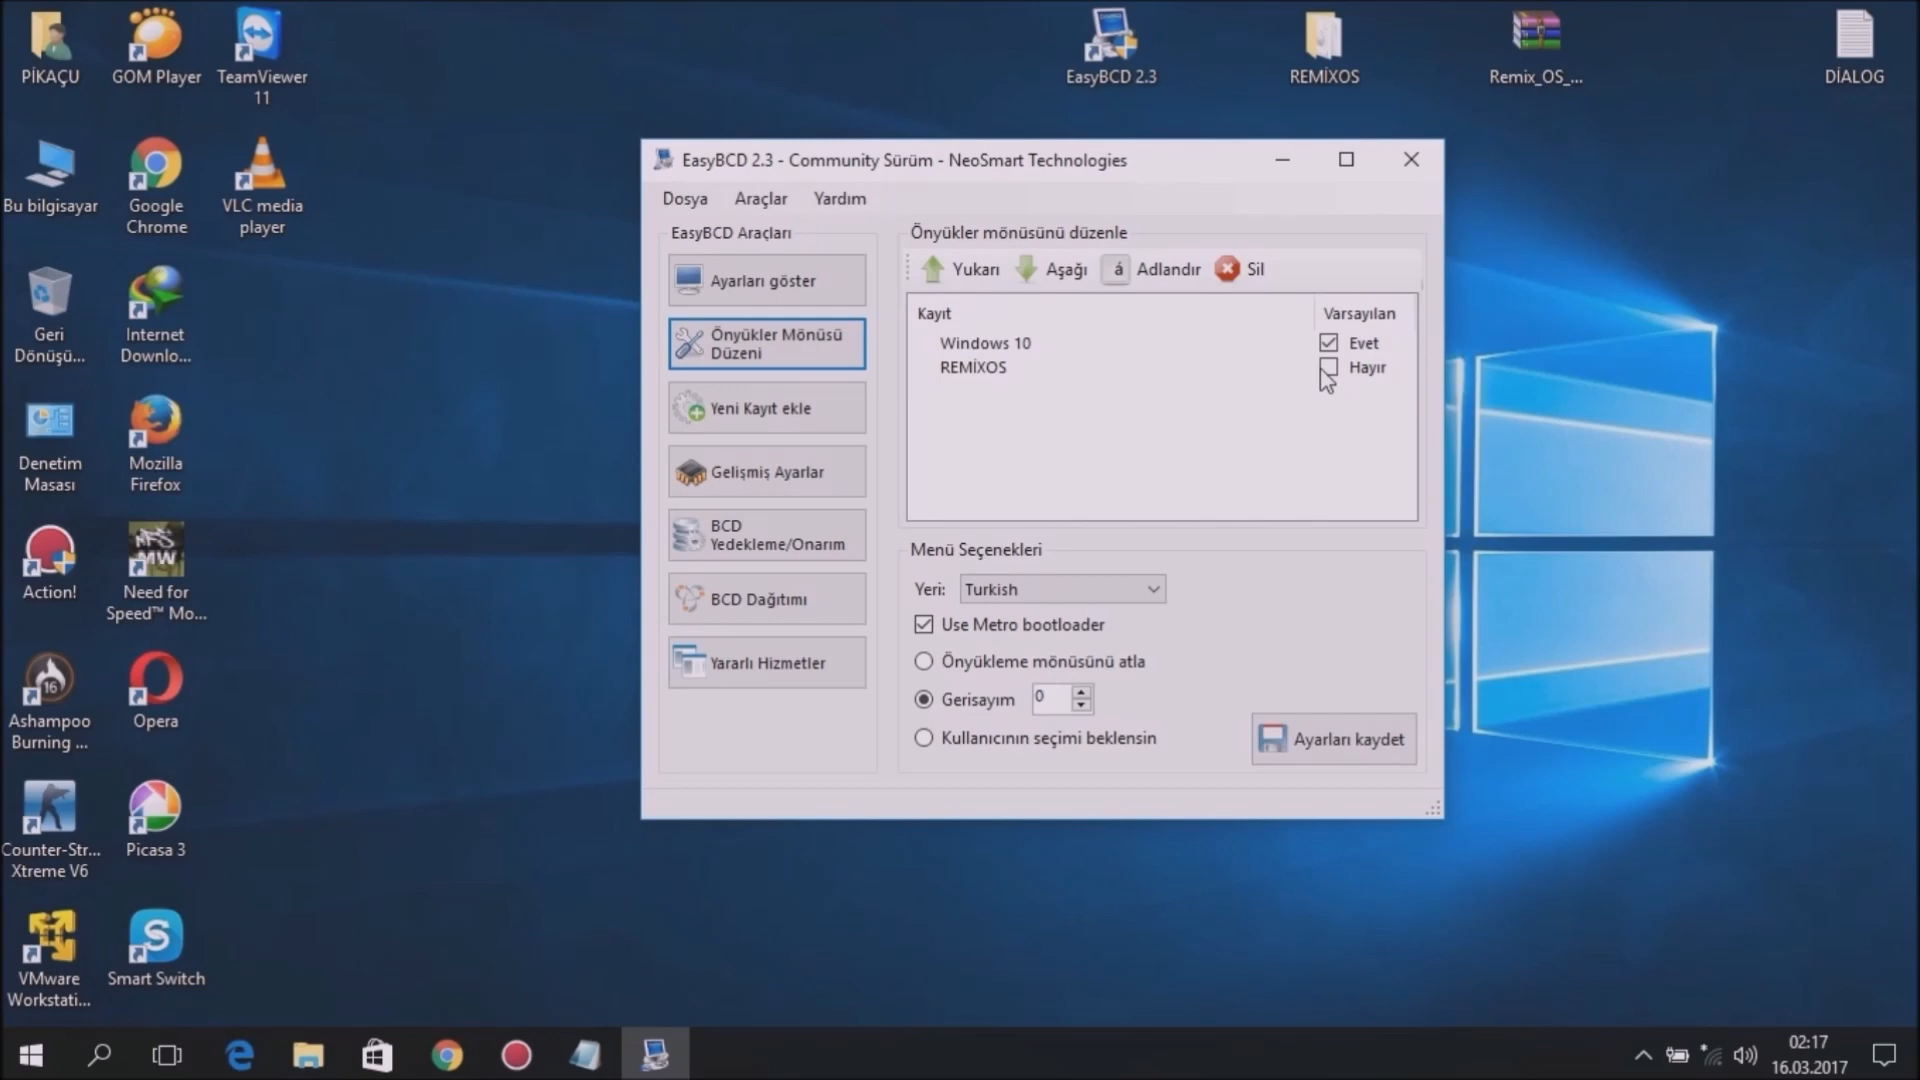 PİKAÇU
GOM Player
TeamViewer
11
EasyBCD 2.3
REMİXOS
Remix_OS_...
DİALOG
Bu bilgisayar
Google
Chrome
VLC media
player
Geri
Dönüşü...
Internet
Downlo...
Denetim
Masası
Mozilla
Firefox
Action!
NFS
MW
Need for
Speed™ Mo...
16
Ashampoo
Burning ...
Opera
Counter-Str...
Xtreme V6
Picasa 3
VMware
Workstati...
Smart Switch
EasyBCD 2.3 - Community Sürüm - NeoSmart Technologies
Dosya
Araçlar
Yardım
EasyBCD Araçları
Ayarları göster
Önyükler Mönüsü
Düzeni
Yeni Kayıt ekle
Gelişmiş Ayarlar
BCD
Yedekleme/Onarım
BCD Dağıtımı
Yararlı Hizmetler
Önyükler mönüsünü düzenle
Yukarı
Aşağı
á
Adlandır
Sil
Kayıt
Varsayılan
Windows 10
Evet
REMİXOS
Hayır
Menü Seçenekleri
Yeri:
Turkish
Use Metro bootloader
Önyükleme mönüsünü atla
Gerisayım
0
Kullanıcının seçimi beklensin
Ayarları kaydet
02:17
16.03.2017